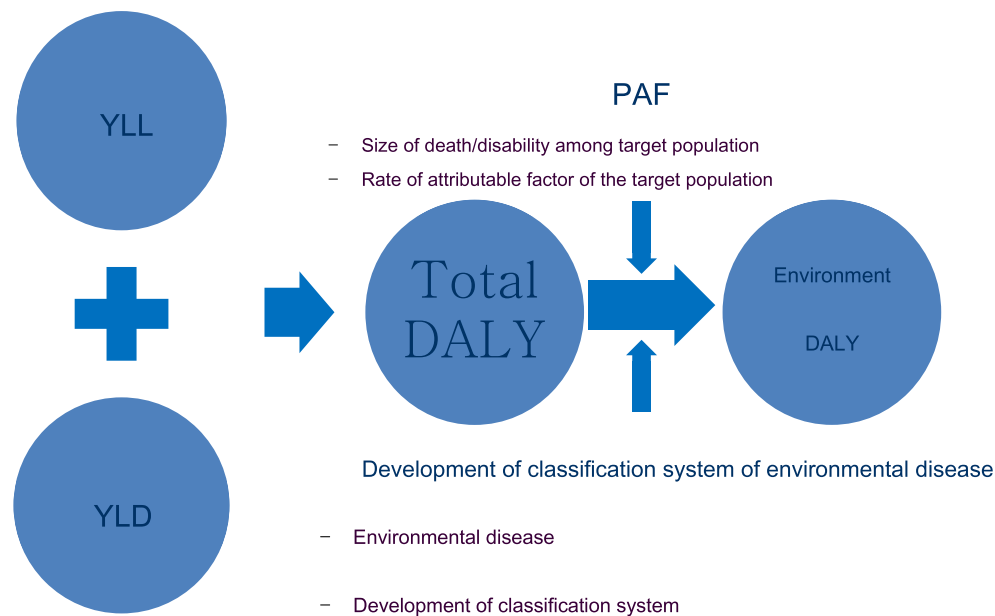 YLL
PAF
– Size of death/disability among target population
– Rate of attributable factor of the target population
Total
DALY
Environment
DALY
Development of classification system of environmental disease
YLD
– Environmental disease
– Development of classification system